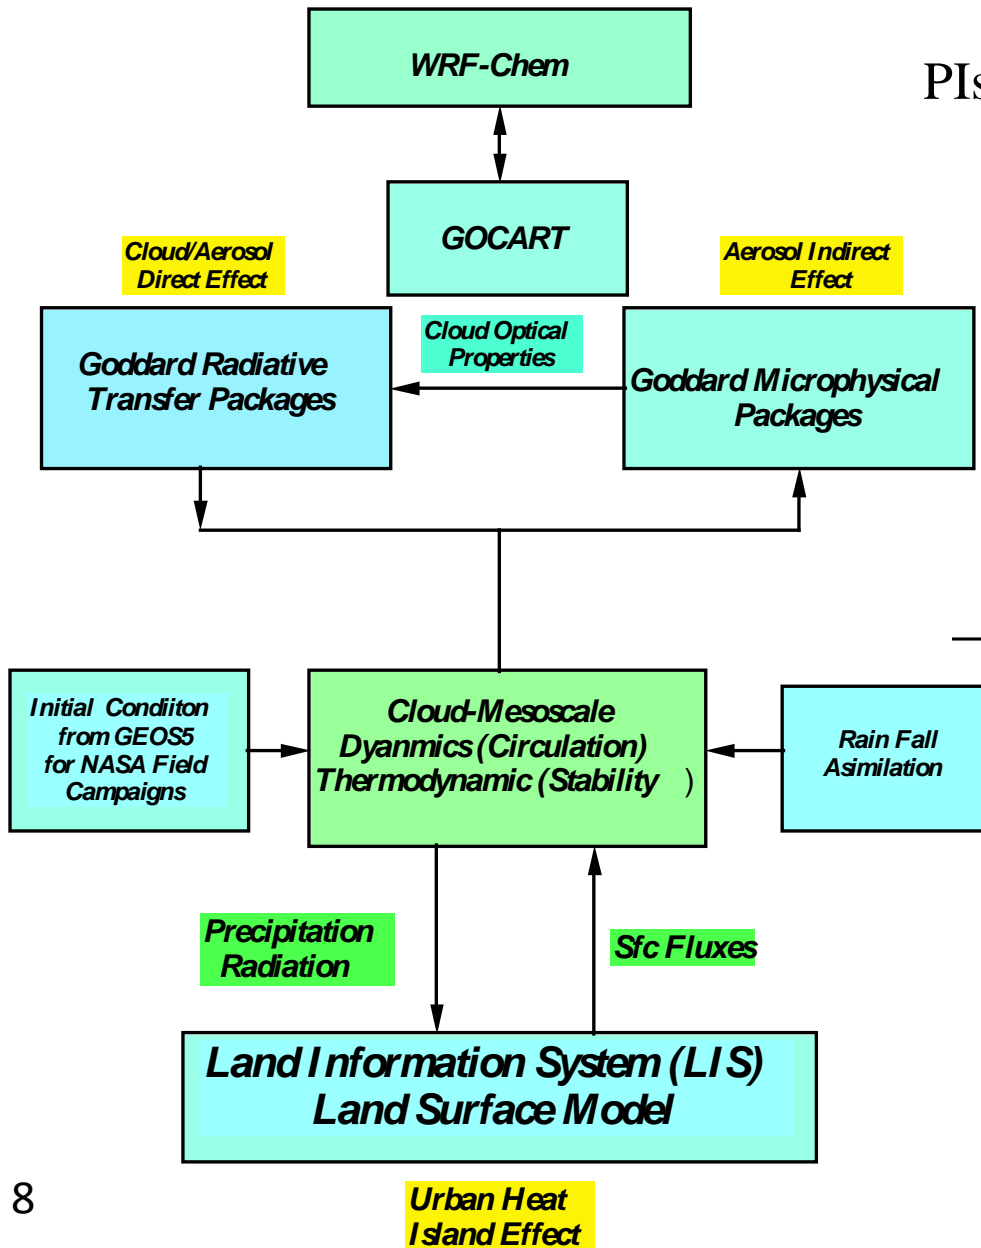 WRF-Chem
PIs
GOCART
Cloud/Aerosol
Direct Effect
Aerosol Indirect
Effect
Cloud Optical
Properties
Goddard Radiative
Transfer Packages
Goddard Microphysical
Packages
Initial Condiiton
from GEOS5
for NASA Field
Campaigns
Cloud-Mesoscale
Dyanmics (Circulation)
Thermodynamic (Stability )
Rain Fall
Asimilation
Precipitation
Radiation
Sfc Fluxes
Land Information System (LIS)
Land Surface Model
8
Urban Heat
Island Effect